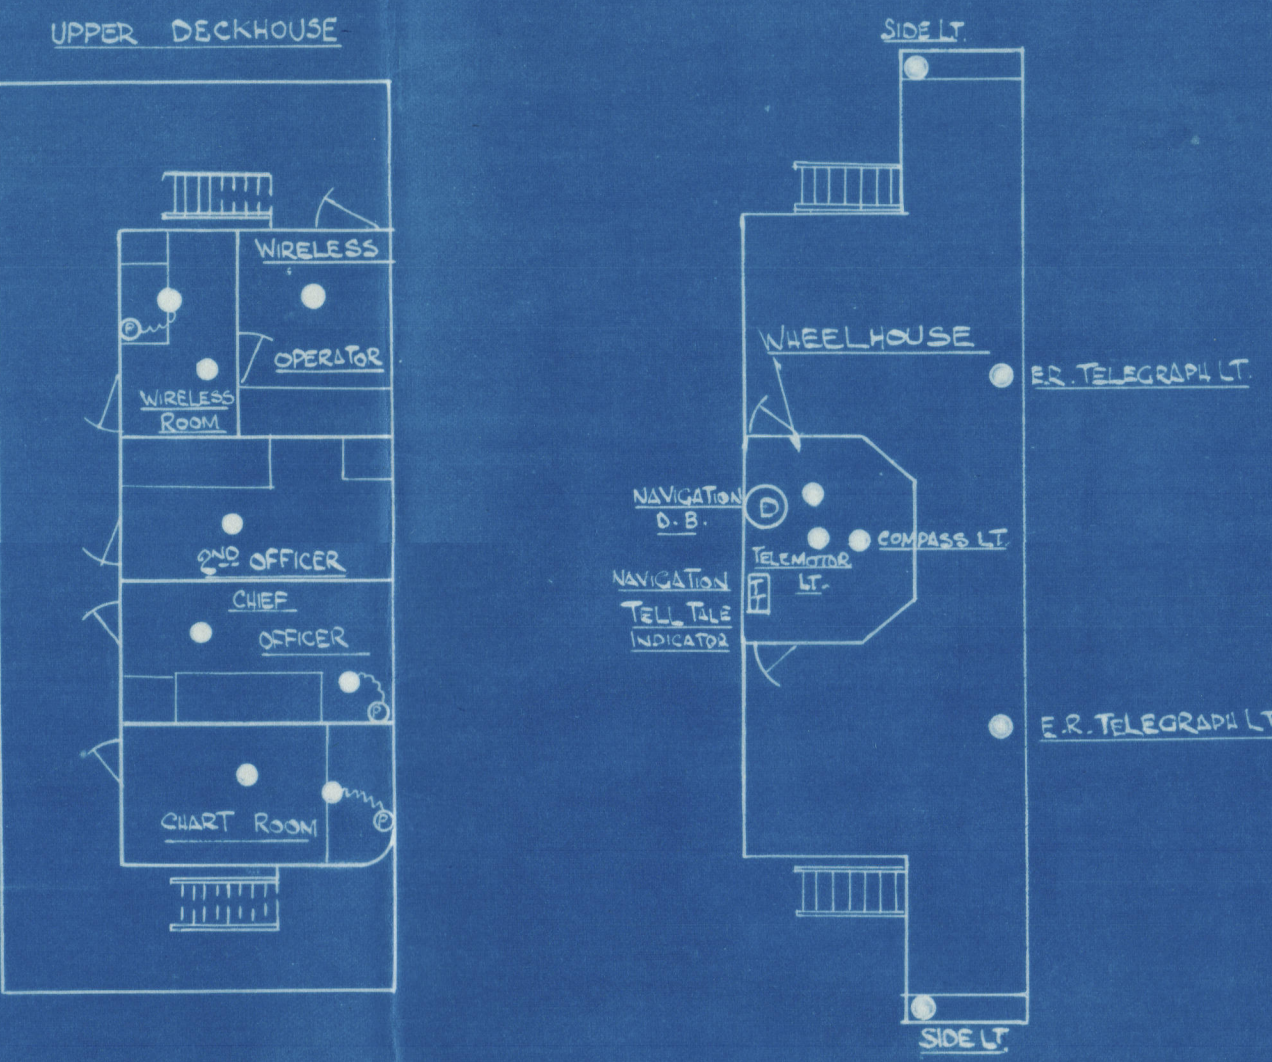 UPPER DECKHOUSE
WIRELESS
OPERATOR
P
WIRELESS
ROOM
2ND OFFICER
CHIEF
OFFICER
P
CHART ROOM
P
SIDE LT.
WHEELHOUSE
E.R. TELEGRAPH LT.
NAVIGATION
D.B.
D
COMPASS LT.
TELEMOTOR
LT.
NAVIGATION
TELL TALE
INDICATOR
E.R. TELEGRAPH LT
SIDE LT.